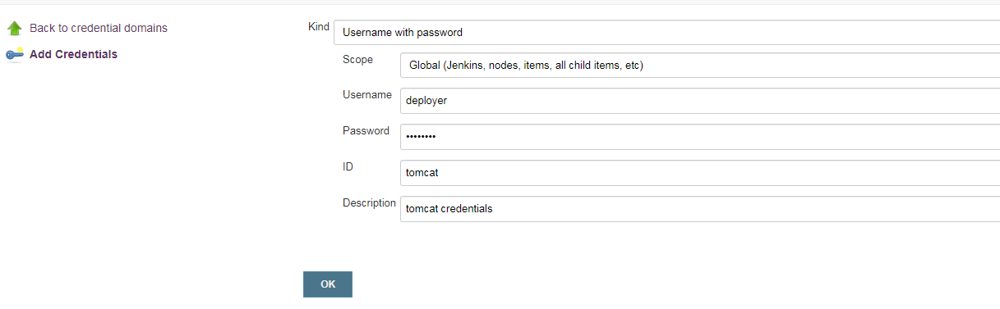 Back to credential domains
Add Credentials
Kind Username with password
Scope Global (Jenkins, nodes, items, all child items, etc)
Username deployer
Password ••••••••
ID tomcat
Description tomcat credentials
OK